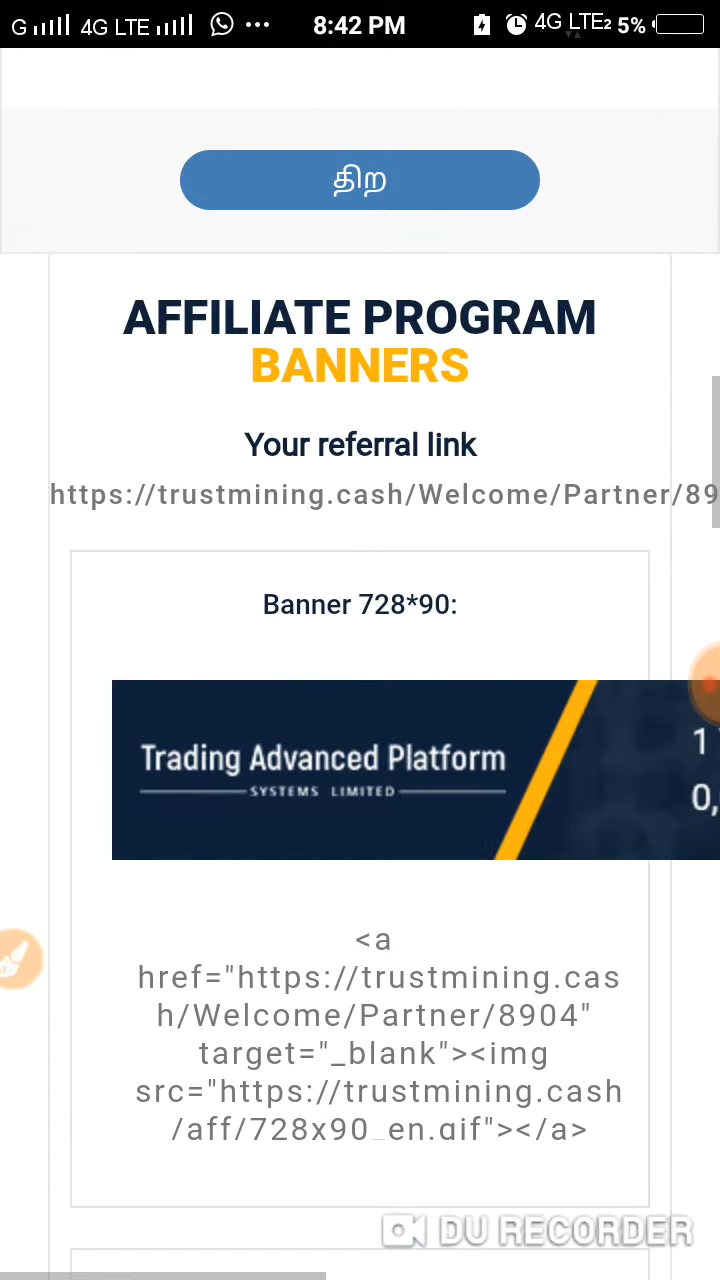 G 4G LTE 8:42 PM 4G LTE2 5%
திற
AFFILIATE PROGRAM
BANNERS
Your referral link
https://trustmining.cash/Welcome/Partner/89
Banner 728*90:
Trading Advanced Platform
SYSTEMS LIMITED
1
0,
<a
href="https://trustmining.cas
h/Welcome/Partner/8904"
target="_blank"><img
src="https://trustmining.cash
/aff/728x90_en.gif"></a>
DU RECORDER